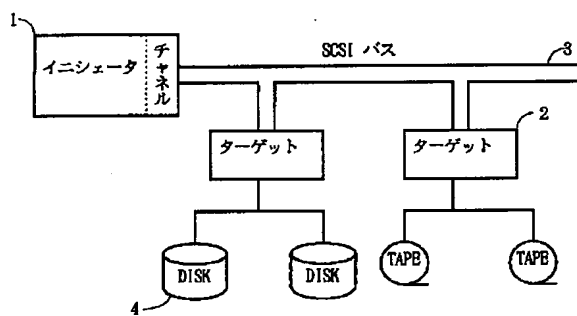 1
イニシェータ
チャネル
SCSI バス
3
ターゲット
ターゲット
2
DISK
DISK
TAPE
TAPE
4